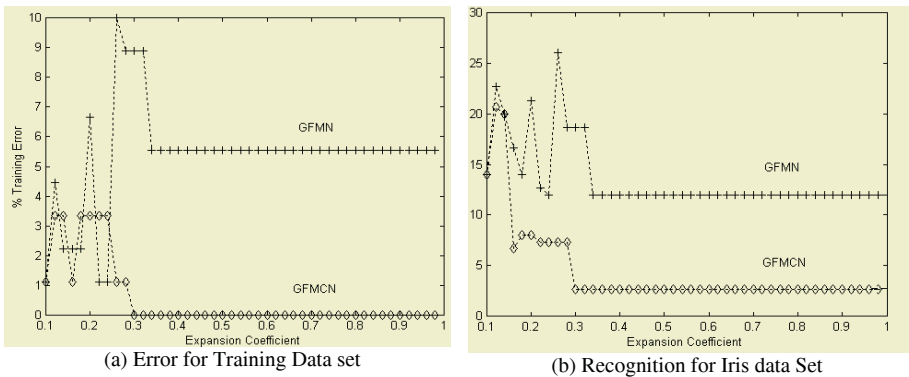 10
9
8
7
6
5
4
3
2
1
0
% Training Error
GFMN
GFMCN
0.1 0.2 0.3 0.4 0.5 0.6 0.7 0.8 0.9 1
Expansion Coefficient
(a) Error for Training Data set
30
25
20
15
10
5
0
GFMN
GFMCN
0.1 0.2 0.3 0.4 0.5 0.6 0.7 0.8 0.9 1
Expansion Coefficient
(b) Recognition for Iris data Set